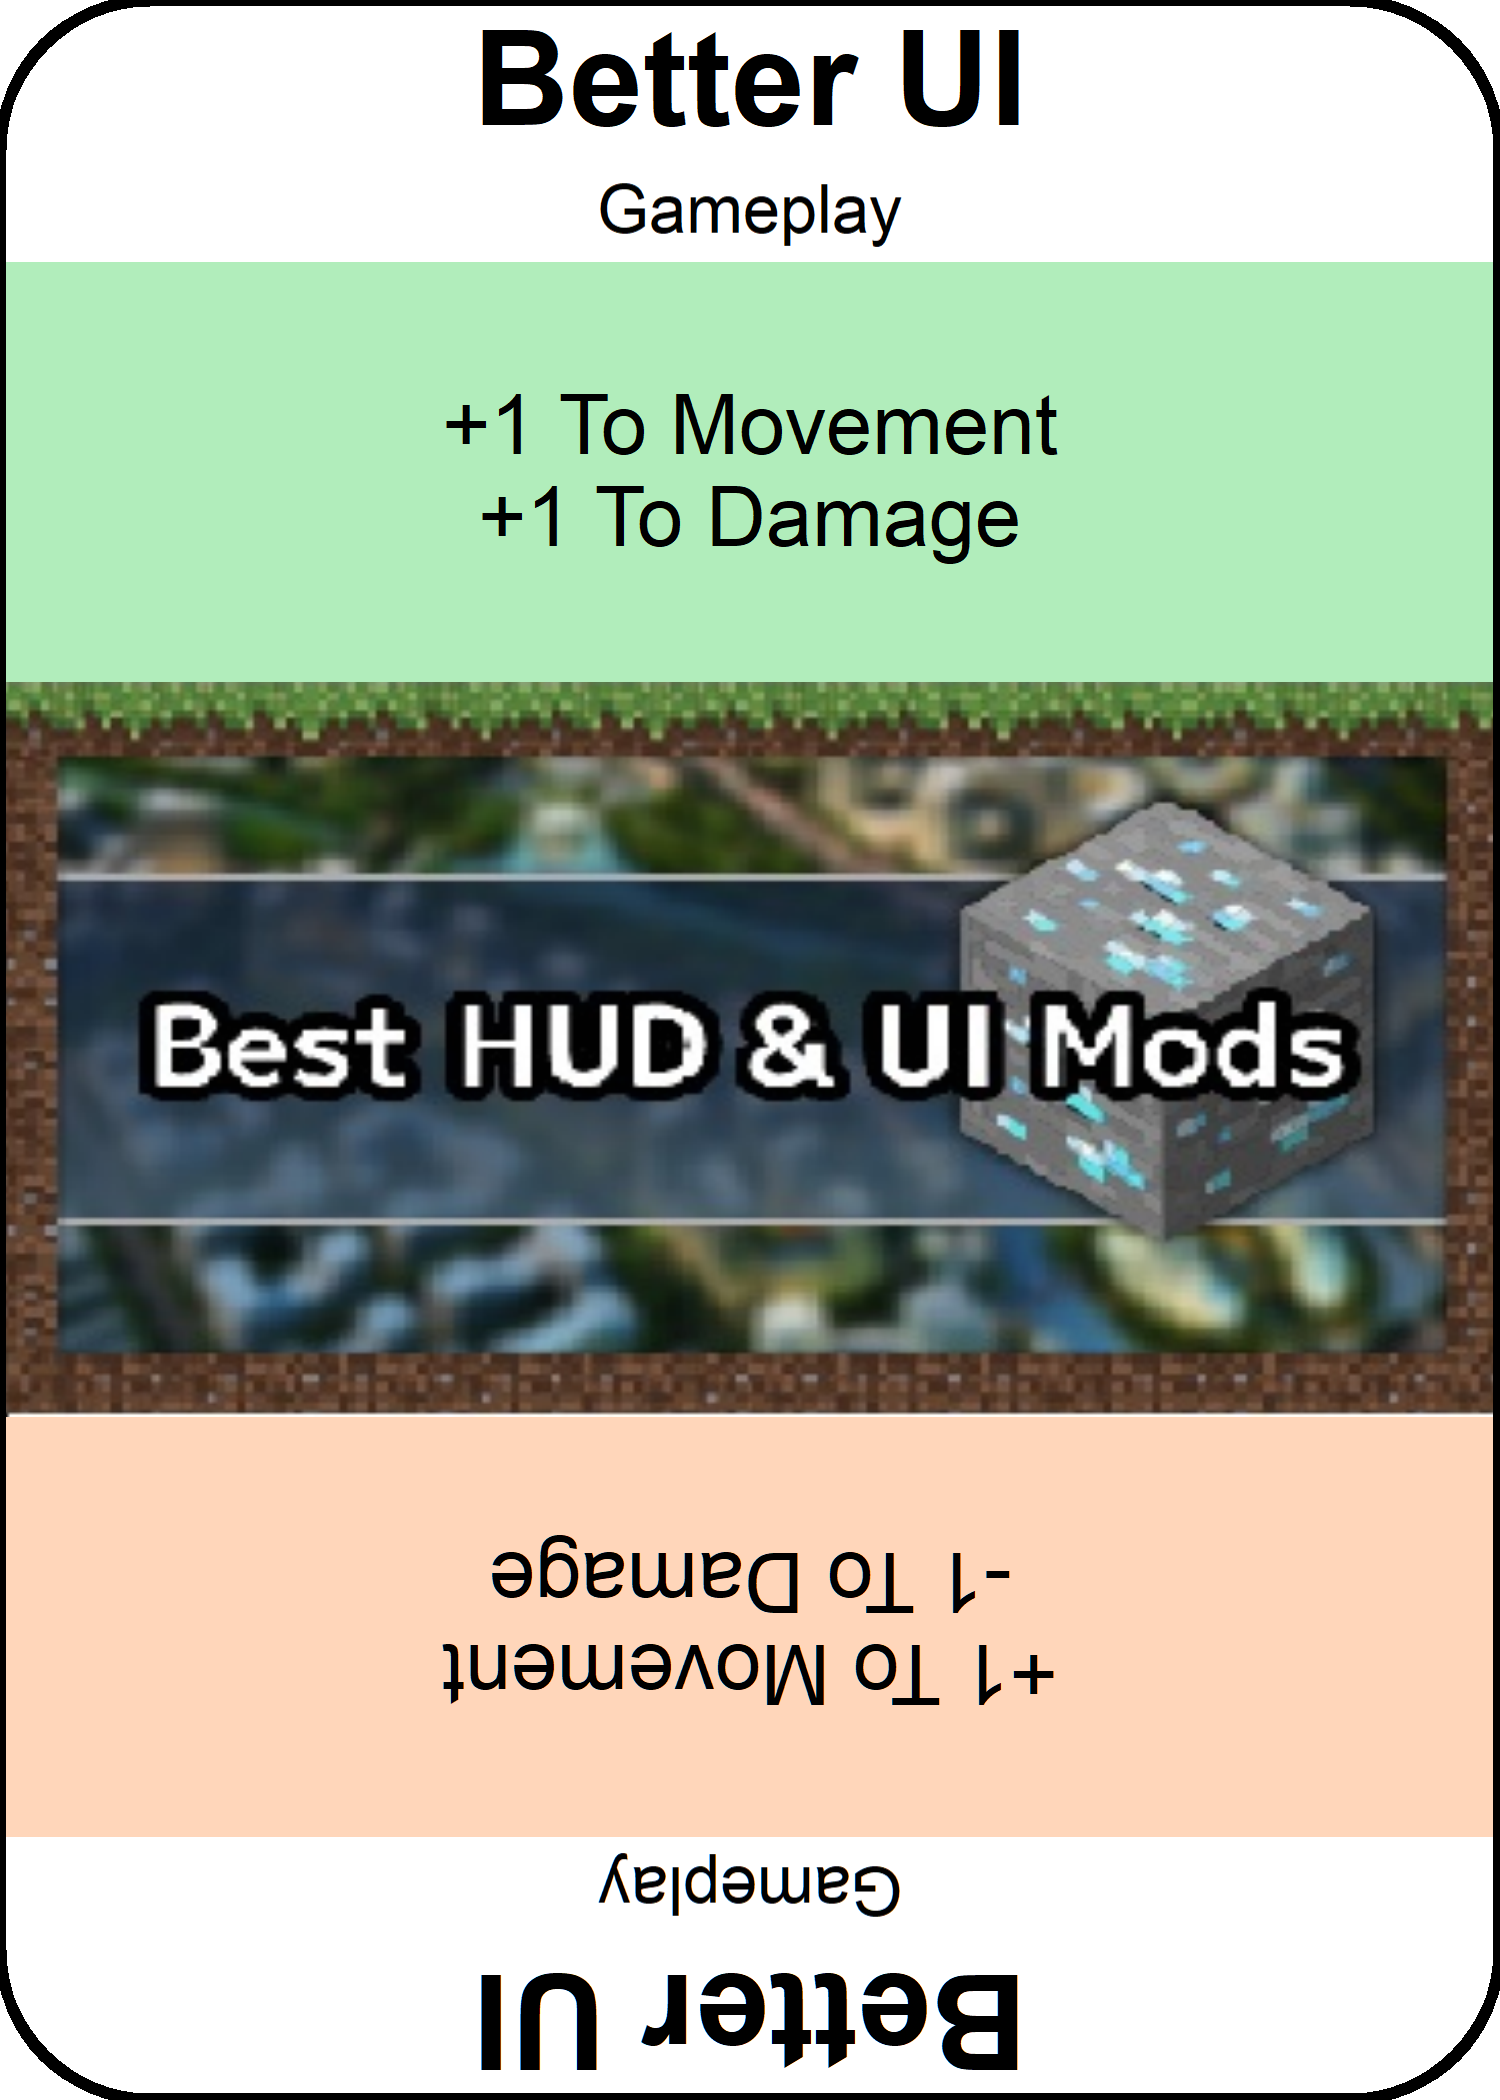 Better UI
Gameplay
+1 To Movement
+1 To Damage
Best HUD & UI Mods
Better UI
Gameplay
+1 To Movement
-1 To Damage